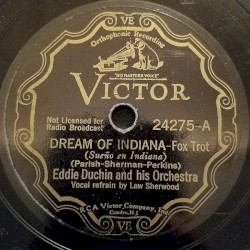 VE
Orthophonic Recording
"HIS MASTER'S VOICE"
VICTOR
Not Licensed for
Radio Broadcast
24275-A
DREAM OF INDIANA-Fox Trot
(Sueño en Indiana)
(Parish-Sherman-Perkins)
Eddie Duchin and his Orchestra
Vocal refrain by Lew Sherwood
RCA Victor Company, Inc.
Camden, N.J.
VE